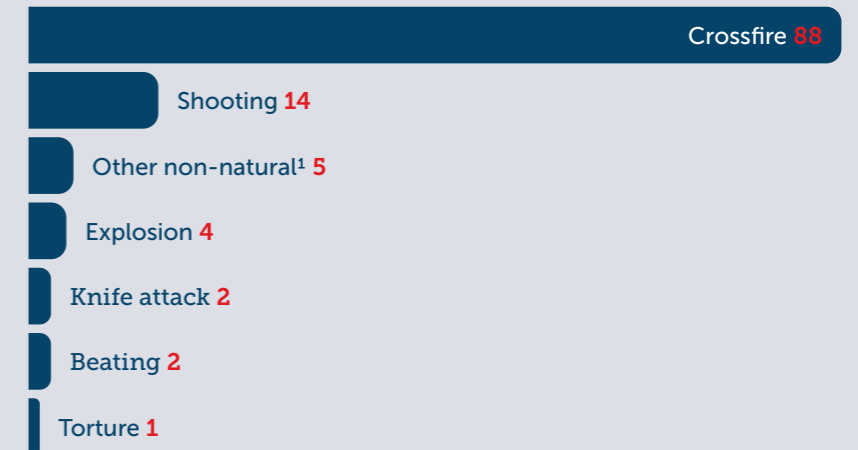 Crossfire 88
Shooting 14
Other non-natural¹ 5
Explosion 4
Knife attack 2
Beating 2
Torture 1